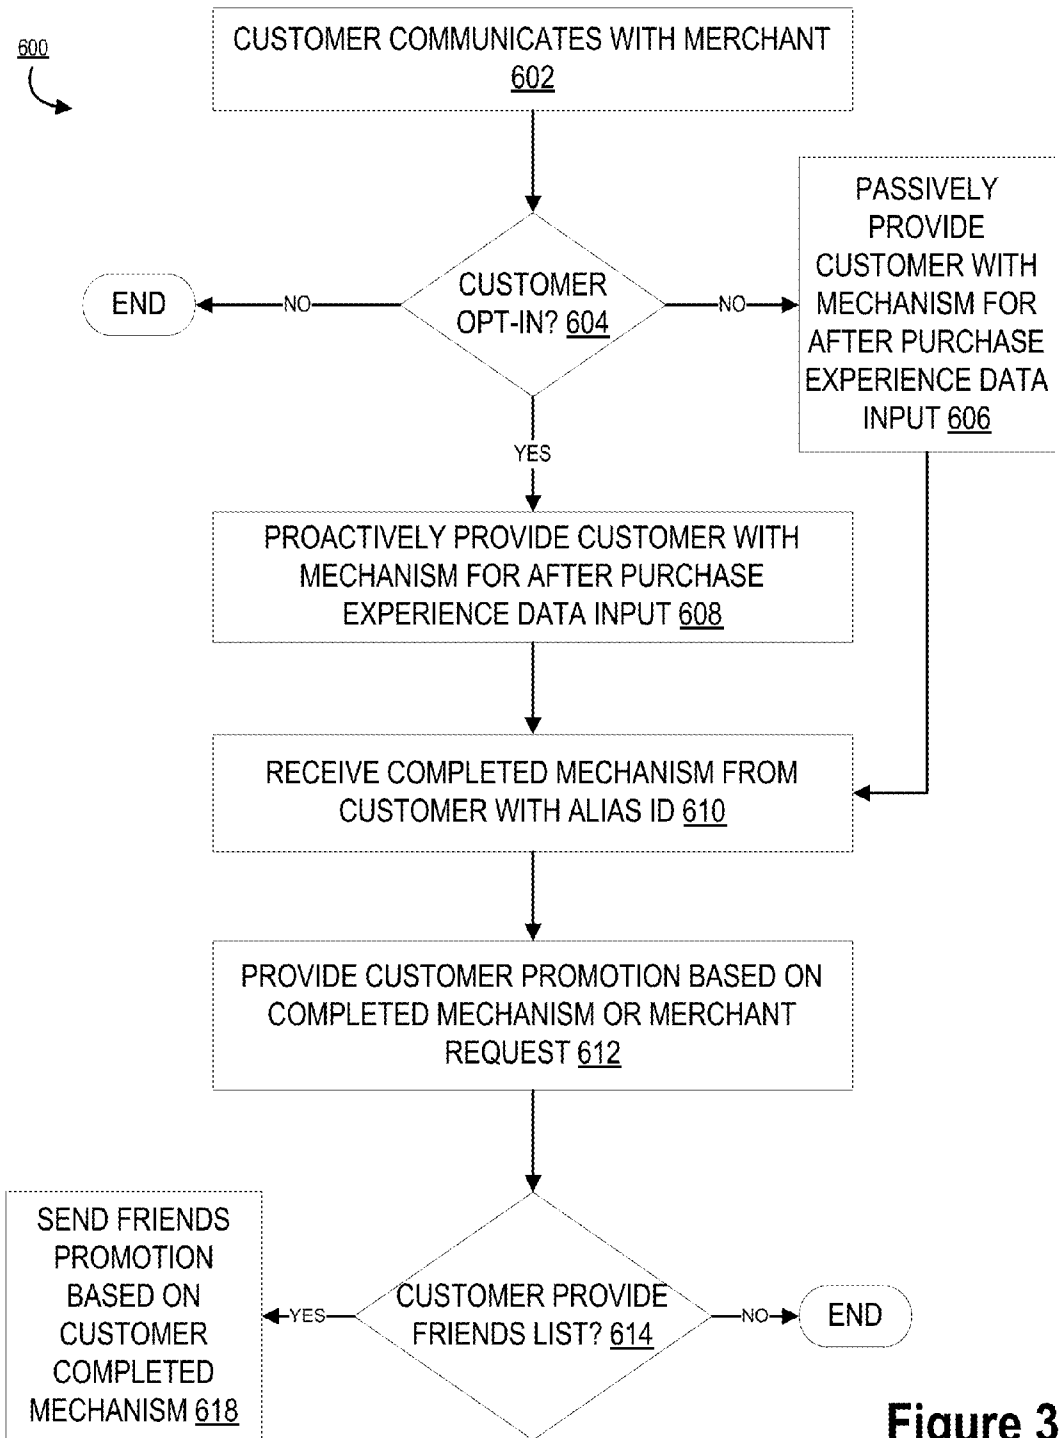 600
CUSTOMER COMMUNICATES WITH MERCHANT
602
CUSTOMER
OPT-IN? 604
NO
END
NO
PASSIVELY
PROVIDE
CUSTOMER WITH
MECHANISM FOR
AFTER PURCHASE
EXPERIENCE DATA
INPUT 606
YES
PROACTIVELY PROVIDE CUSTOMER WITH
MECHANISM FOR AFTER PURCHASE
EXPERIENCE DATA INPUT 608
RECEIVE COMPLETED MECHANISM FROM
CUSTOMER WITH ALIAS ID 610
PROVIDE CUSTOMER PROMOTION BASED ON
COMPLETED MECHANISM OR MERCHANT
REQUEST 612
CUSTOMER PROVIDE
FRIENDS LIST? 614
YES
SEND FRIENDS
PROMOTION
BASED ON
CUSTOMER
COMPLETED
MECHANISM 618
NO
END
Figure 3